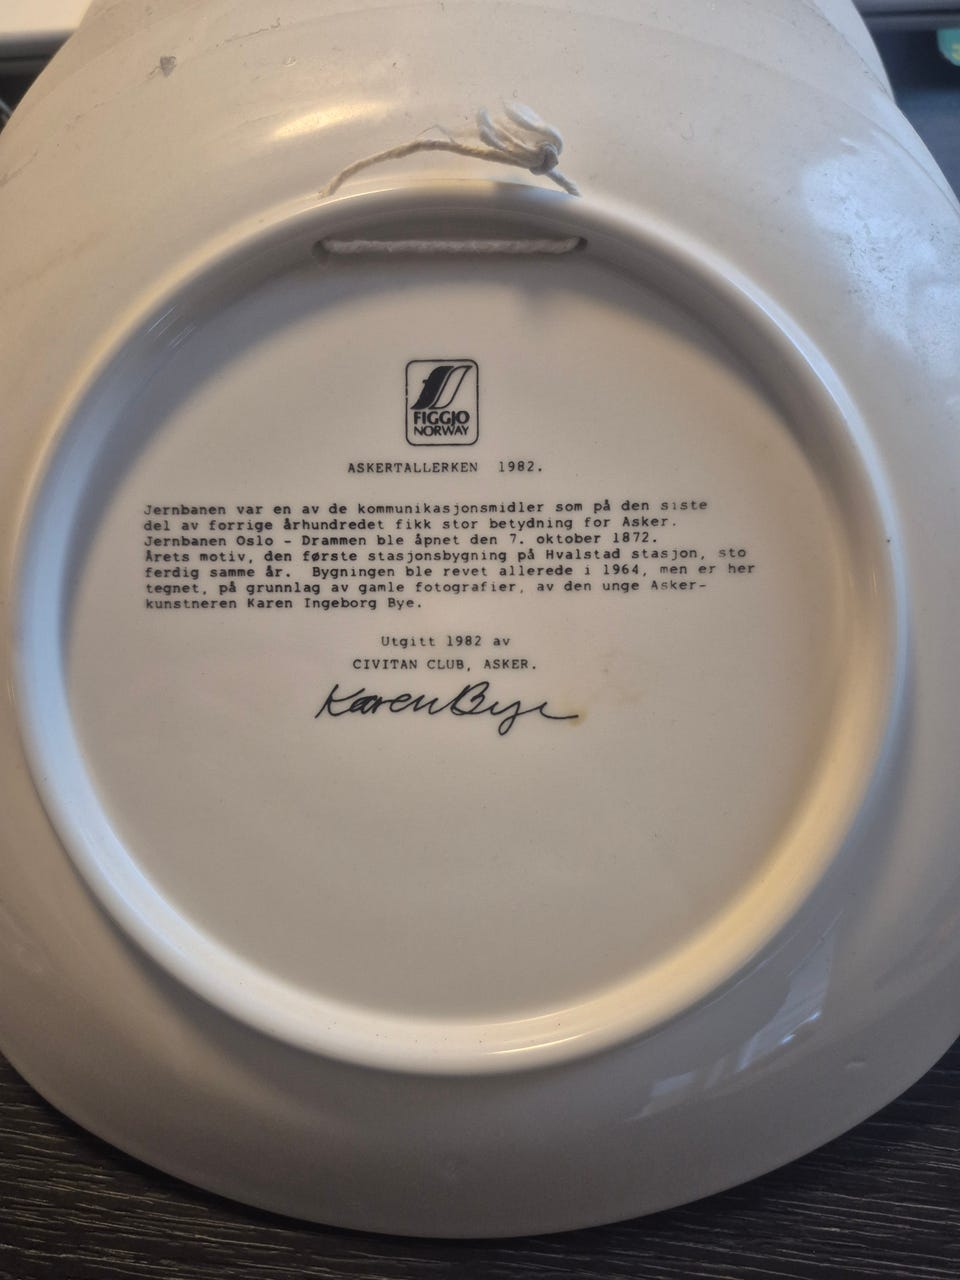 FIGGJO
NORWAY
ASKERTALLERKEN 1982.
Jernbanen var en av de kommunikasjonsmidler som på den siste
del av forrige århundredet fikk stor betydning for Asker.
Jernbanen Oslo - Drammen ble åpnet den 7. oktober 1872.
Årets motiv, den første stasjonsbygning på Hvalstad stasjon, sto
ferdig samme år. Bygningen ble revet allerede i 1964, men er her
tegnet, på grunnlag av gamle fotografier, av den unge Asker-
kunstneren Karen Ingeborg Bye.
Utgitt 1982 av
CIVITAN CLUB, ASKER.
Karen Bye